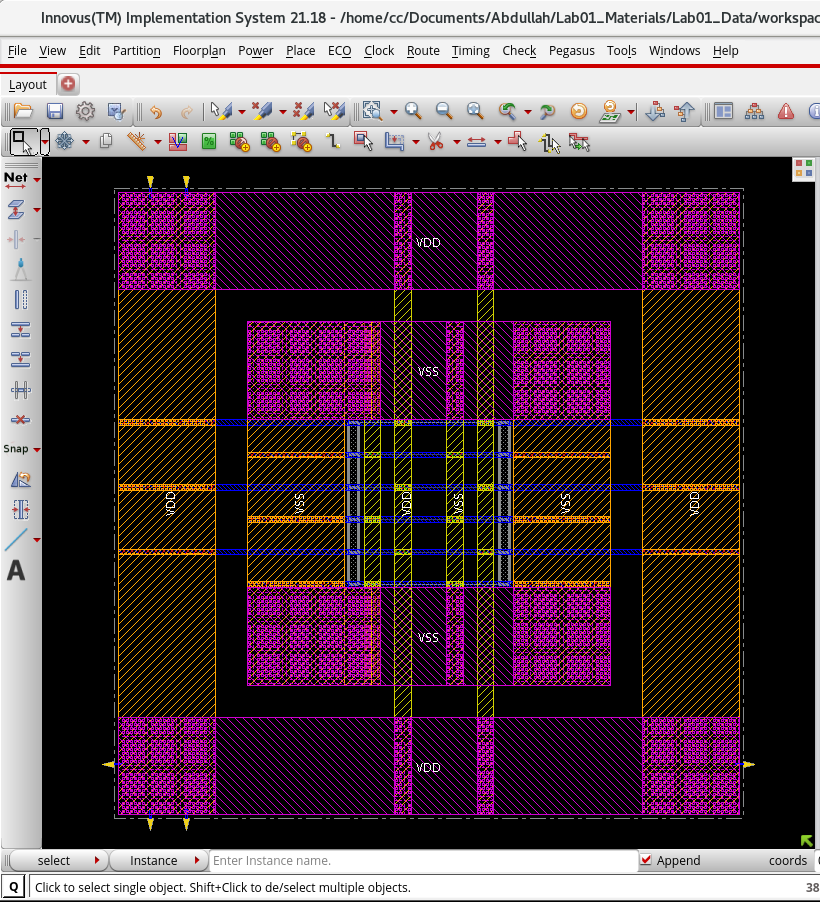 Innovus(TM) Implementation System 21.18 - /home/cc/Documents/Abdullah/Lab01_Materials/Lab01_Data/workspac
File View Edit Partition Floorplan Power Place ECO Clock Route Timing Check Pegasus Tools Windows Help
Layout
Net
VDD
VSS
Snap
VDD VSS VDD VSS VSS VDD
A
VSS
VDD
select Instance Enter Instance name. Append coords
Q Click to select single object. Shift+Click to de/select multiple objects. 38